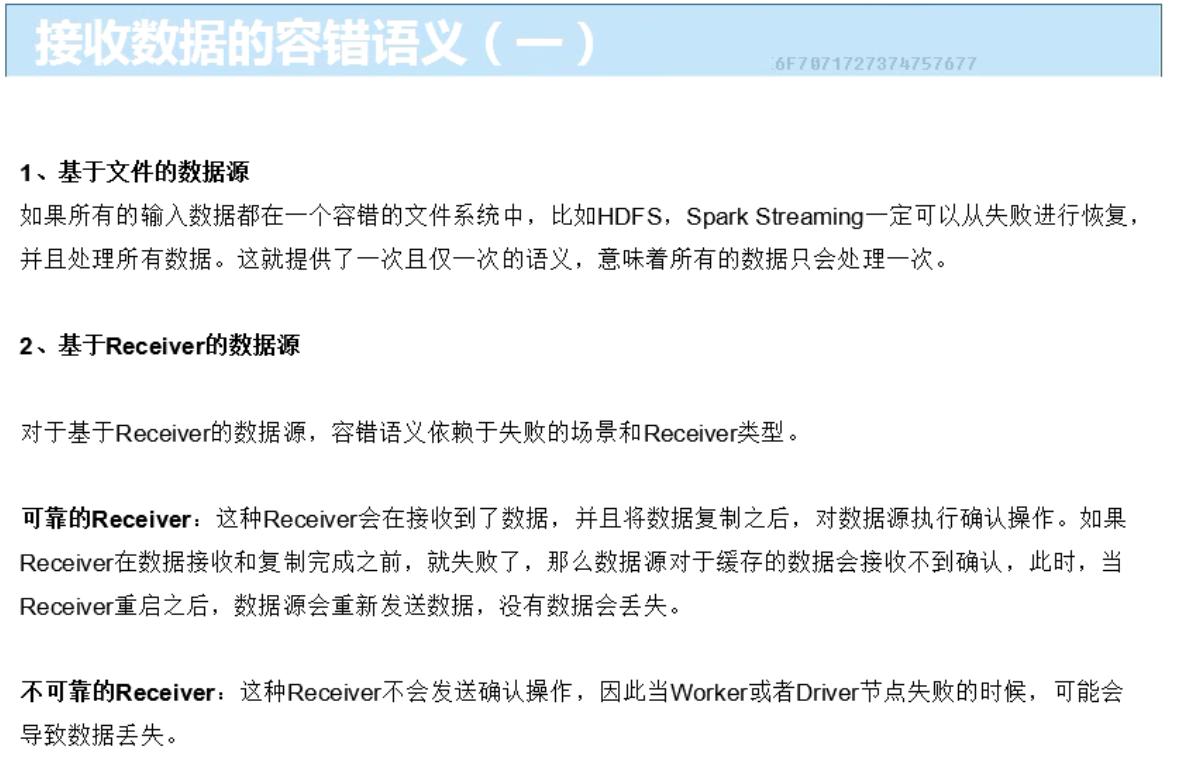 接收数据的容错语义（一）
6F7071727374757677
1、基于文件的数据源
如果所有的输入数据都在一个容错的文件系统中，比如HDFS，Spark Streaming一定可以从失败进行恢复，
并且处理所有数据。这就提供了一次且仅一次的语义，意味着所有的数据只会处理一次。
2、基于Receiver的数据源
对于基于Receiver的数据源，容错语义依赖于失败的场景和Receiver类型。
可靠的Receiver：这种Receiver会在接收到了数据，并且将数据复制之后，对数据源执行确认操作。如果
Receiver在数据接收和复制完成之前，就失败了，那么数据源对于缓存的数据会接收不到确认，此时，当
Receiver重启之后，数据源会重新发送数据，没有数据会丢失。
不可靠的Receiver：这种Receiver不会发送确认操作，因此当Worker或者Driver节点失败的时候，可能会
导致数据丢失。